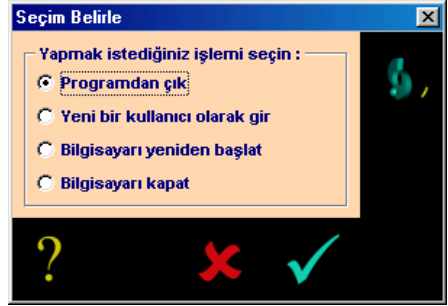 Seçim Belirle
Yapmak istediğiniz işlemi seçin :
Programdan çık
Yeni bir kullanıcı olarak gir
Bilgisayarı yeniden başlat
Bilgisayarı kapat
?